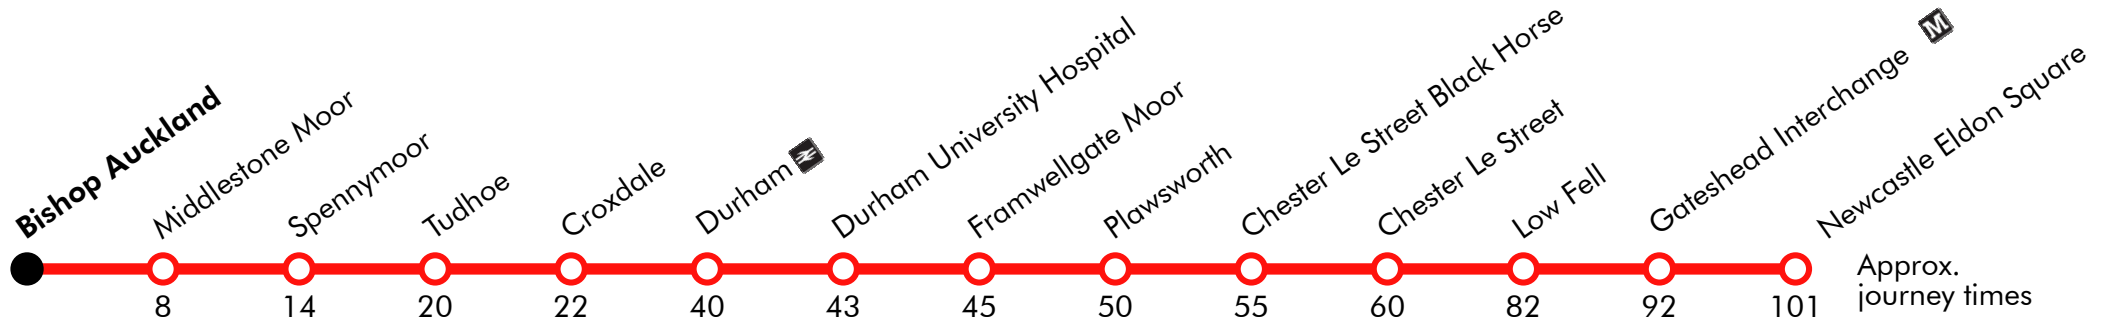 Bishop Auckland
Middlestone Moor
Spennymoor
Tudhoe
Croxdale
Durham
Durham University Hospital
Framwellgate Moor
Plawsworth
Chester Le Street Black Horse
Chester Le Street
Low Fell
Gateshead Interchange M
Newcastle Eldon Square
8 14 20 22 40 43 45 50 55 60 82 92 101
Approx.
journey times